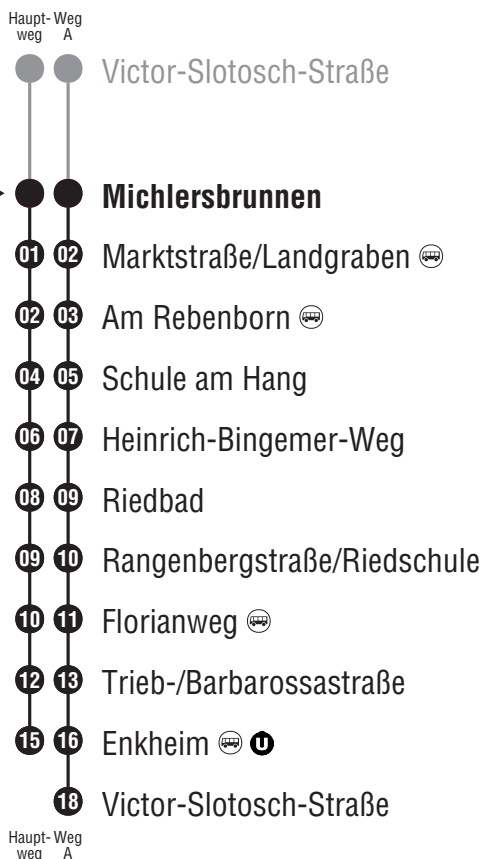 Haupt- Weg
weg A
Victor-Slotosch-Straße
Michlersbrunnen
01 02 Marktstraße/Landgraben
02 03 Am Rebenborn
04 05 Schule am Hang
06 07 Heinrich-Bingemer-Weg
08 09 Riedbad
09 10 Rangenbergstraße/Riedschule
10 11 Florianweg
12 13 Trieb-/Barbarossastraße
15 16 Enkheim U
18 Victor-Slotosch-Straße
Haupt- Weg
weg A